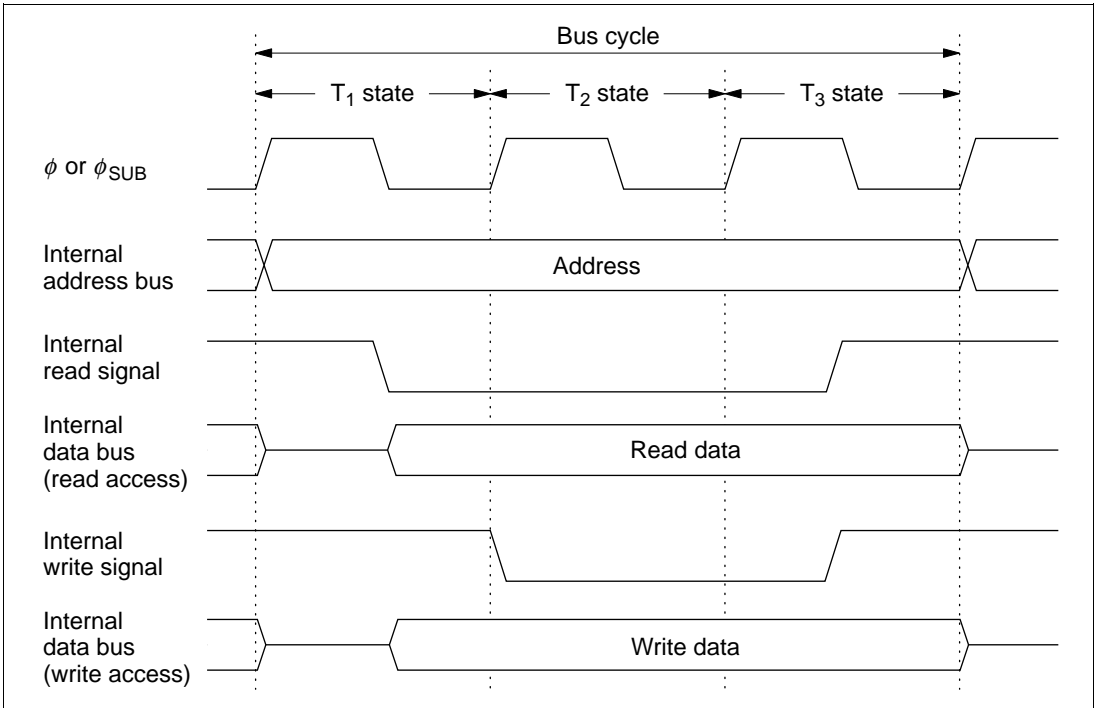 Bus cycle
T₁ state T₂ state T₃ state
ϕ or ϕSUB
Internal
address bus
Address
Internal
read signal
Internal
data bus
(read access)
Read data
Internal
write signal
Internal
data bus
(write access)
Write data